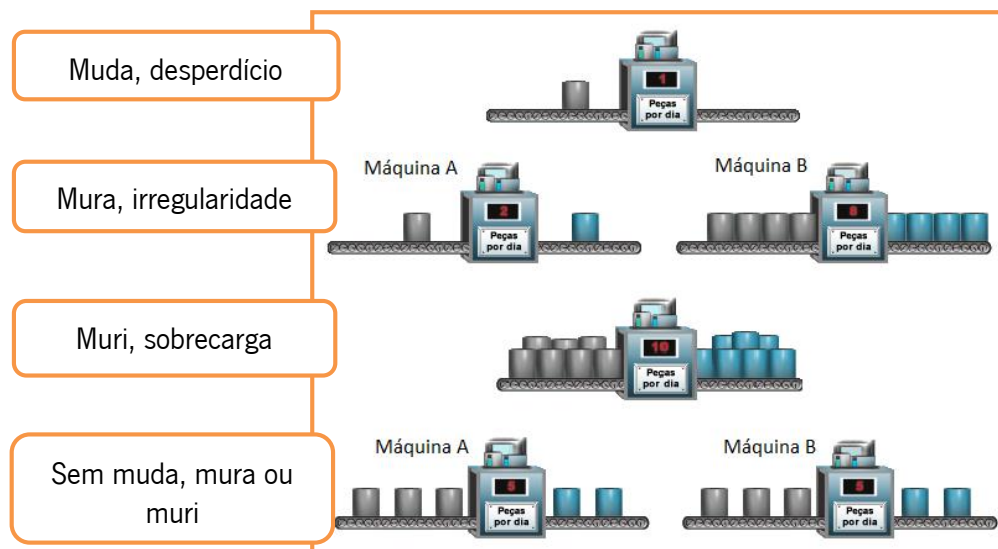 Muda, desperdício
1
Peças
por dia
Máquina A
Máquina B
Mura, irregularidade
2
Peças
por dia
8
Peças
por dia
Muri, sobrecarga
10
Peças
por dia
Máquina A
Máquina B
Sem muda, mura ou
muri
5
Peças
por dia
5
Peças
por dia